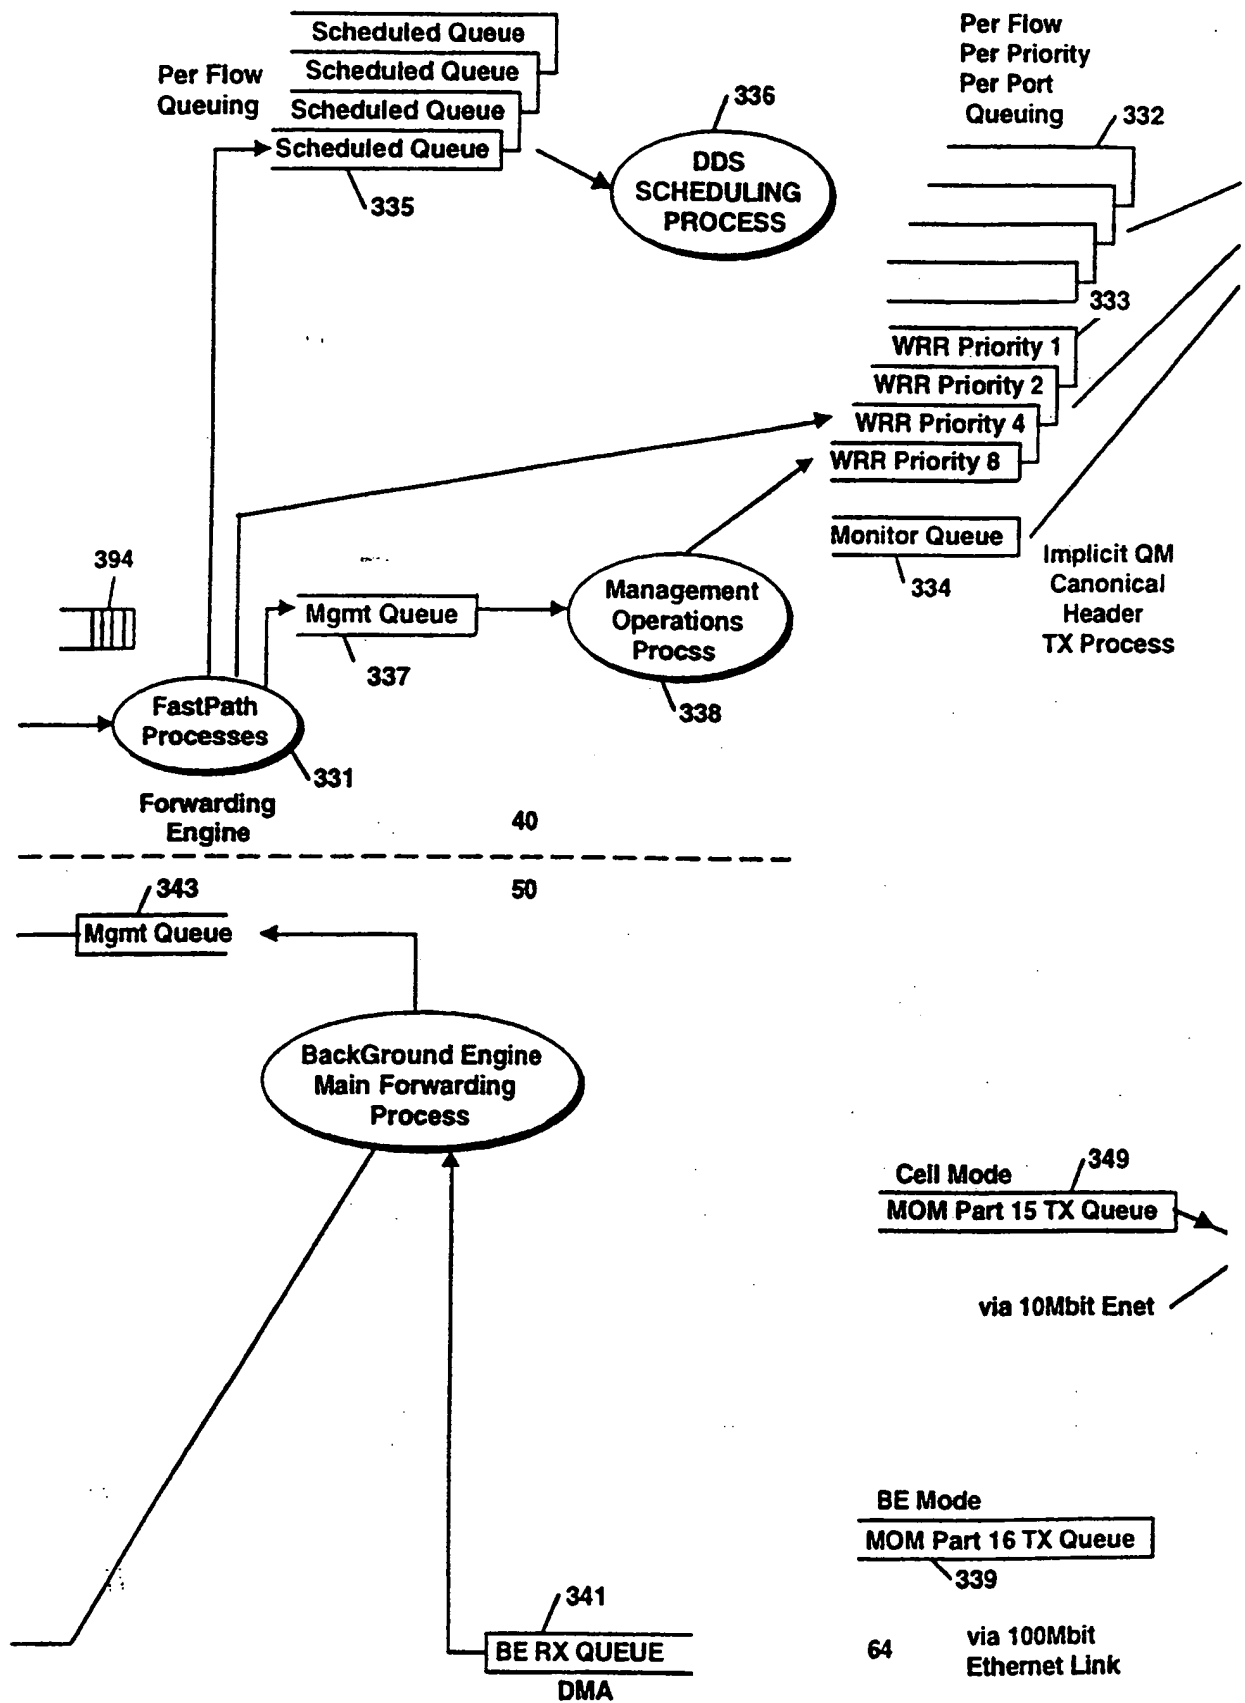 Scheduled Queue
Scheduled Queue
Scheduled Queue
Scheduled Queue
Per Flow
Queuing
335
336
DDS
SCHEDULING
PROCESS
Per Flow
Per Priority
Per Port
Queuing
332
333
WRR Priority 1
WRR Priority 2
WRR Priority 4
WRR Priority 8
Monitor Queue
334
Implicit QM
Canonical
Header
TX Process
394
Mgmt Queue
337
Management
Operations
Procss
338
FastPath
Processes
331
Forwarding
Engine
40
50
343
Mgmt Queue
BackGround Engine
Main Forwarding
Process
Cell Mode
349
MOM Part 15 TX Queue
via 10Mbit Enet
BE Mode
MOM Part 16 TX Queue
339
341
BE RX QUEUE
DMA
64
via 100Mbit
Ethernet Link